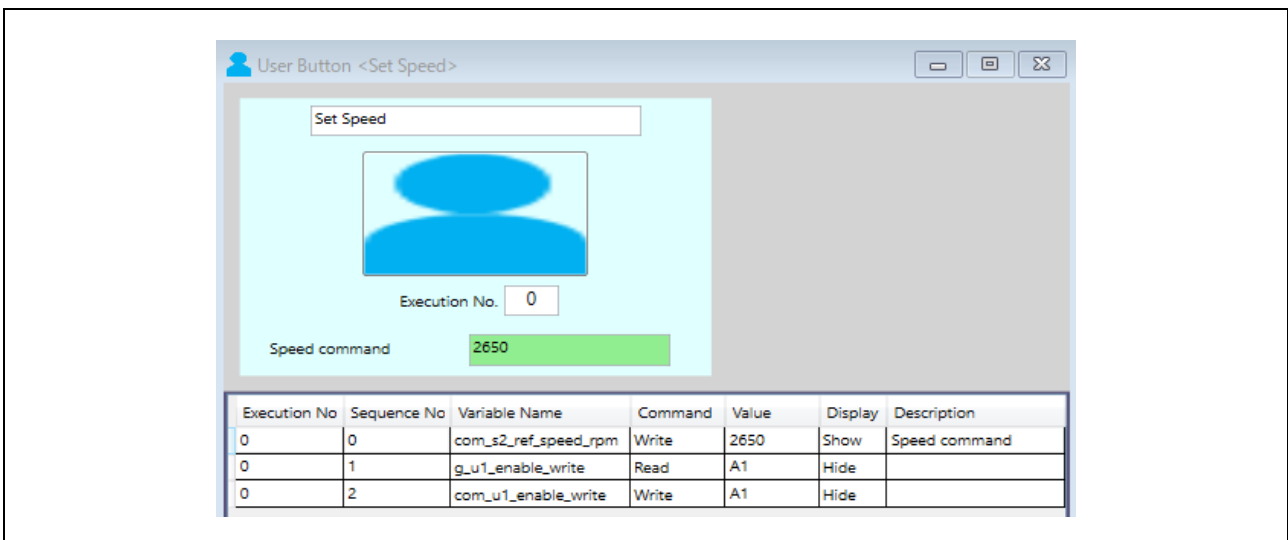 User Button <Set Speed>
Set Speed
Execution No. 0
Speed command 2650
Execution No Sequence No Variable Name Command Value Display Description
0 0 com_s2_ref_speed_rpm Write 2650 Show Speed command
0 1 g_u1_enable_write Read A1 Hide
0 2 com_u1_enable_write Write A1 Hide